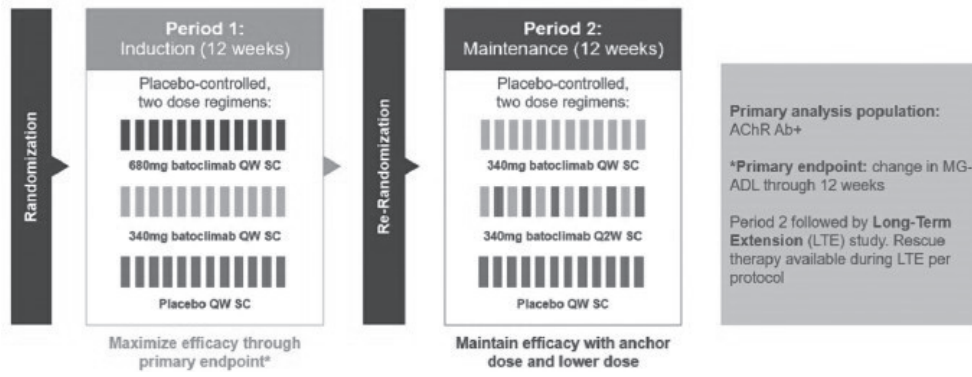 Randomization
Period 1:
Induction (12 weeks)
Placebo-controlled,
two dose regimens:
680mg batoclimab QW SC
340mg batoclimab QW SC
Placebo QW SC
Maximize efficacy through
primary endpoint*
Re-Randomization
Period 2:
Maintenance (12 weeks)
Placebo-controlled,
two dose regimens:
340mg batoclimab QW SC
340mg batoclimab Q2W SC
Placebo QW SC
Maintain efficacy with anchor
dose and lower dose
Primary analysis population:
AChR Ab+
*Primary endpoint: change in MG-
ADL through 12 weeks
Period 2 followed by Long-Term
Extension (LTE) study. Rescue
therapy available during LTE per
protocol